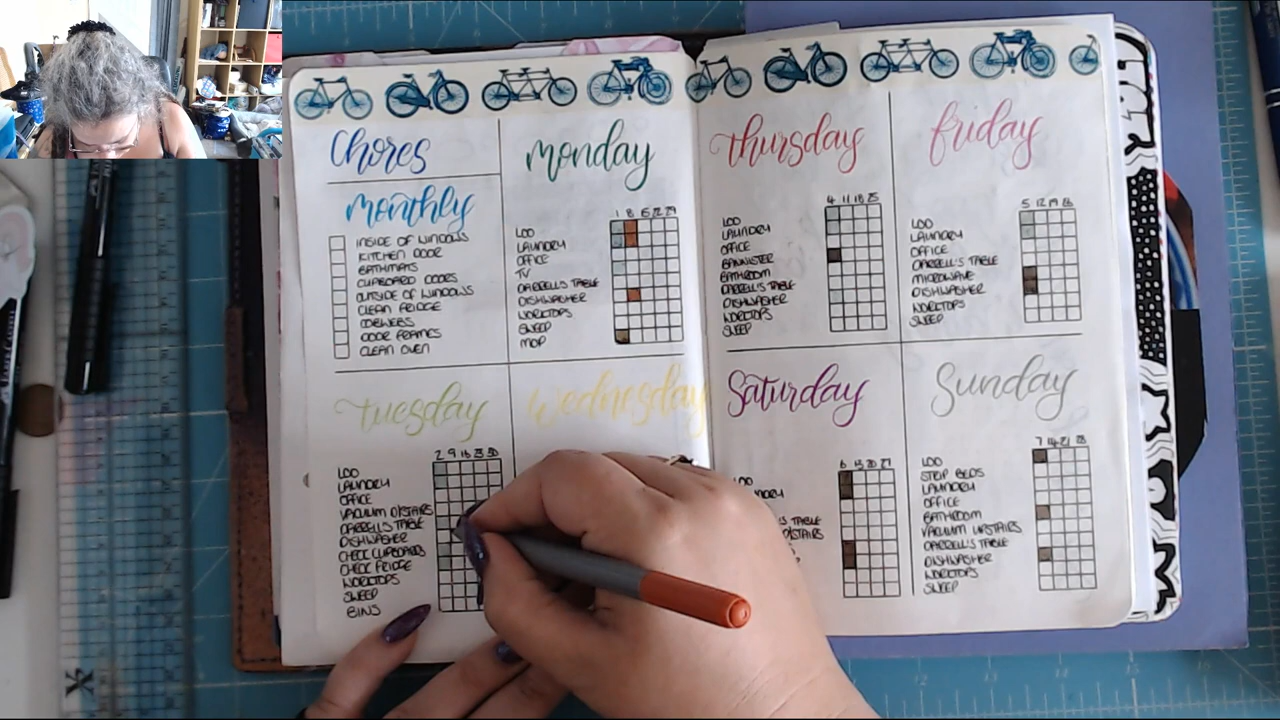 Chores
monthly
INSIDE OF WINDOWS
KITCHEN DOOR
BATHMATS
CUPBOARD DOORS
OUTSIDE OF WINDOWS
CLEAN FRIDGE
COBWEBS
DOOR FRAMES
CLEAN OVEN
monday
1 8 15 22 29
LOO
LAUNDRY
OFFICE
TV
DARRELL'S TABLE
DISHWASHER
WORKTOPS
SWEEP
MOP
tuesday
2 9 16 23 30
LOO
LAUNDRY
OFFICE
VACUUM D/STAIRS
DARRELL'S TABLE
DISHWASHER
CHECK CUPBOARDS
CHECK FRIDGE
WORKTOPS
SWEEP
BINS
wednesday
thursday
4 11 18 25
LOO
LAUNDRY
OFFICE
BANNISTER
BATHROOM
DARRELL'S TABLE
DISHWASHER
WORKTOPS
SWEEP
friday
5 12 19 26
LOO
LAUNDRY
OFFICE
DARRELL'S TABLE
MICROWAVE
DISHWASHER
WORKTOPS
SWEEP
Saturday
6 13 20 27
LOO
Sunday
7 14 21 28
LOO
STRIP BEDS
LAUNDRY
OFFICE
BATHROOM
VACUUM UPSTAIRS
DARRELL'S TABLE
DISHWASHER
WORKTOPS
SWEEP